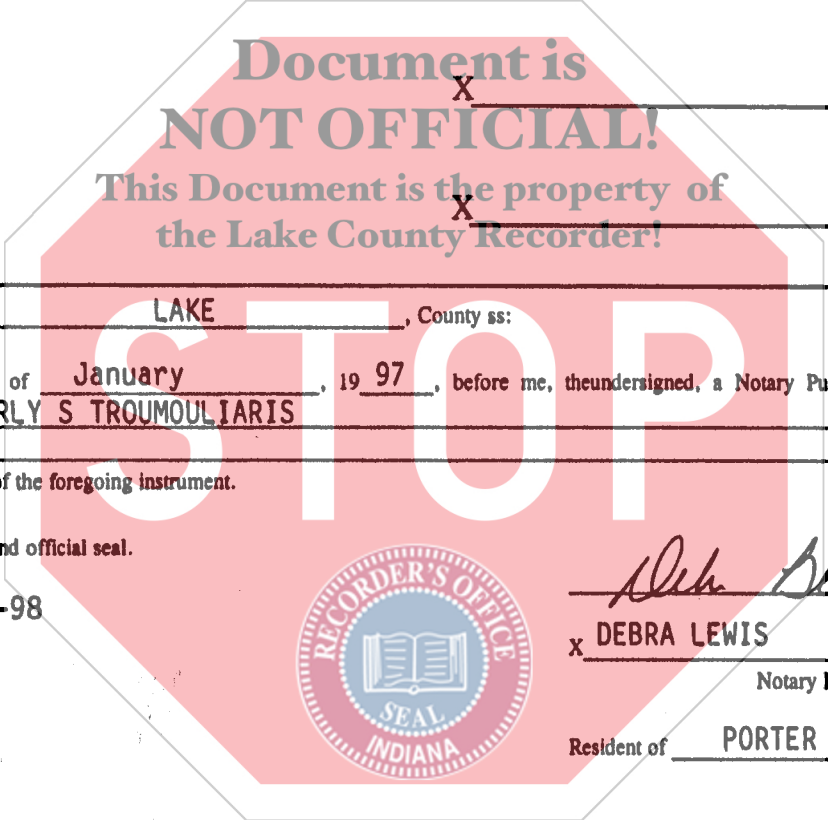 Document is
X
NOT OFFICIAL!
This Document is the property of
X
the Lake County Recorder!
LAKE, County ss:
STOP
of January, 19 97, before me, theundersigned, a Notary Pu
RLY S TROUMOULIARIS
of the foregoing instrument.
nd official seal.
-98
RECORDER'S OFFICE
SEAL
INDIANA
X DEBRA LEWIS
Notary
Resident of PORTER